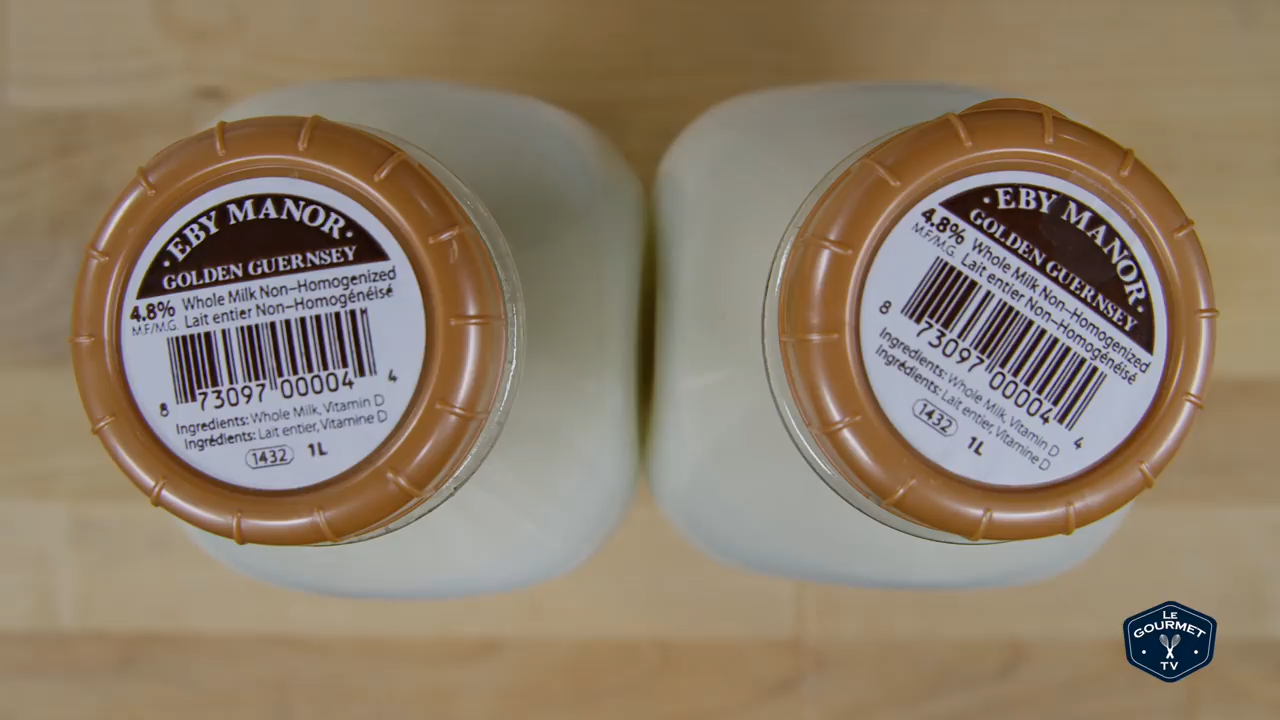 ·EBY MANOR·
GOLDEN GUERNSEY
4.8% Whole Milk Non–Homogenized
M.F./M.G. Lait entier Non–Homogénéisé
8 73097 00004 4
Ingredients: Whole Milk, Vitamin D
Ingrédients: Lait entier, Vitamine D
1432 1L
·EBY MANOR·
GOLDEN GUERNSEY
4.8% Whole Milk Non–Homogenized
M.F./M.G. Lait entier Non–Homogénéisé
8 73097 00004 4
Ingredients: Whole Milk, Vitamin D
Ingrédients: Lait entier, Vitamine D
1432 1L
LE
GOURMET
TV